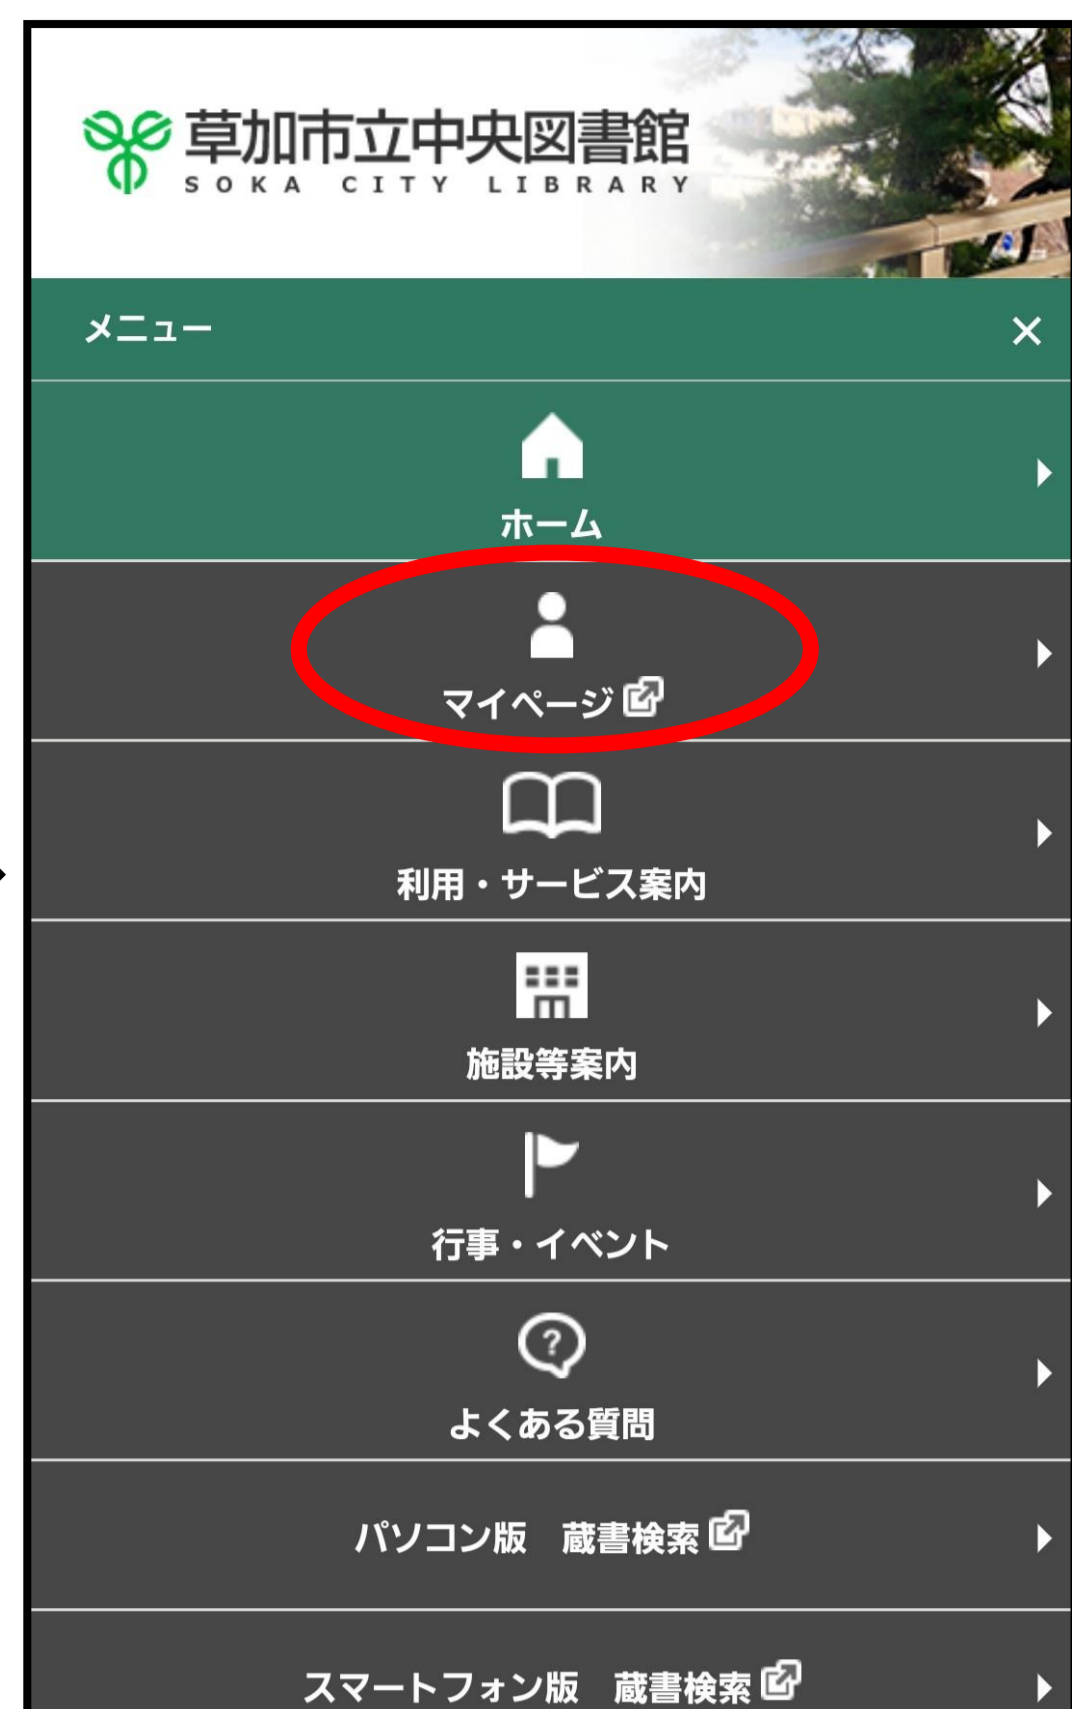 草加市立中央図書館
SOKA CITY LIBRARY
メニュー ×
ホーム
マイページ
利用・サービス案内
施設等案内
行事・イベント
よくある質問
パソコン版　蔵書検索
スマートフォン版　蔵書検索